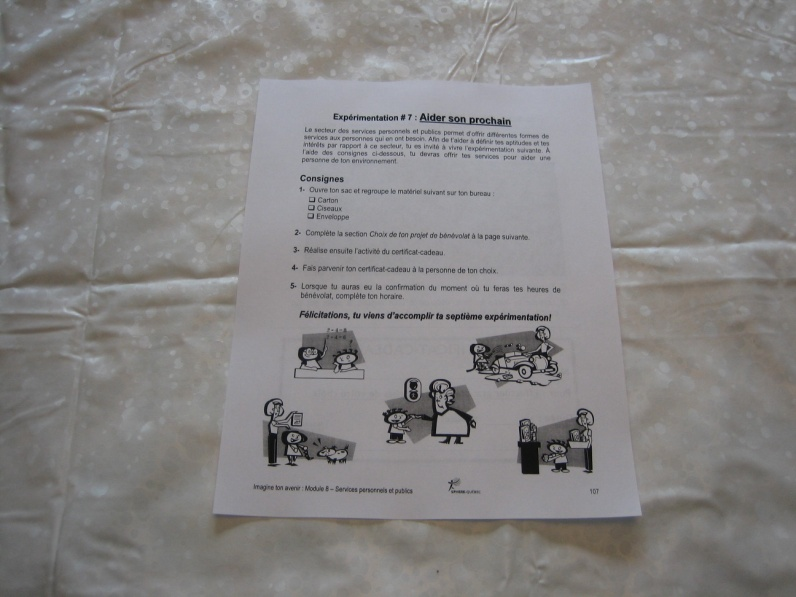 Expérimentation # 7 : Aider son prochain
Le secteur des services personnels et publics permet d'offrir différentes formes de
services aux personnes qui en ont besoin. Afin de t'aider à définir tes aptitudes et tes
intérêts par rapport à ce secteur, tu es invité à vivre l'expérimentation suivante. À
l'aide des consignes ci-dessous, tu devras offrir tes services pour aider une
personne de ton environnement.
Consignes
1- Ouvre ton sac et regroupe le matériel suivant sur ton bureau :
❑ Carton
❑ Ciseaux
❑ Enveloppe
2- Complète la section Choix de ton projet de bénévolat à la page suivante.
3- Réalise ensuite l'activité du certificat-cadeau.
4- Fais parvenir ton certificat-cadeau à la personne de ton choix.
5- Lorsque tu auras eu la confirmation du moment où tu feras tes heures de
bénévolat, complète ton horaire.
Félicitations, tu viens d'accomplir ta septième expérimentation!
Imagine ton avenir : Module 8 – Services personnels et publics
107